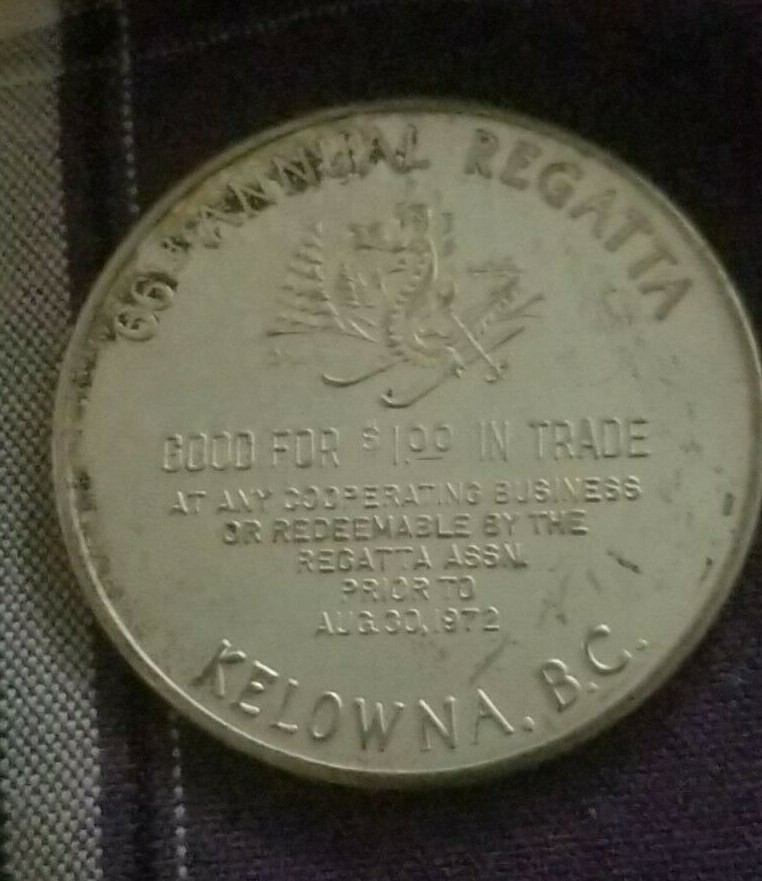 66th ANNUAL REGATTA
GOOD FOR $1.00 IN TRADE
AT ANY COOPERATING BUSINESS
OR REDEEMABLE BY THE
REGATTA ASSN.
PRIOR TO
AUG. 30, 1972
KELOWNA, B.C.